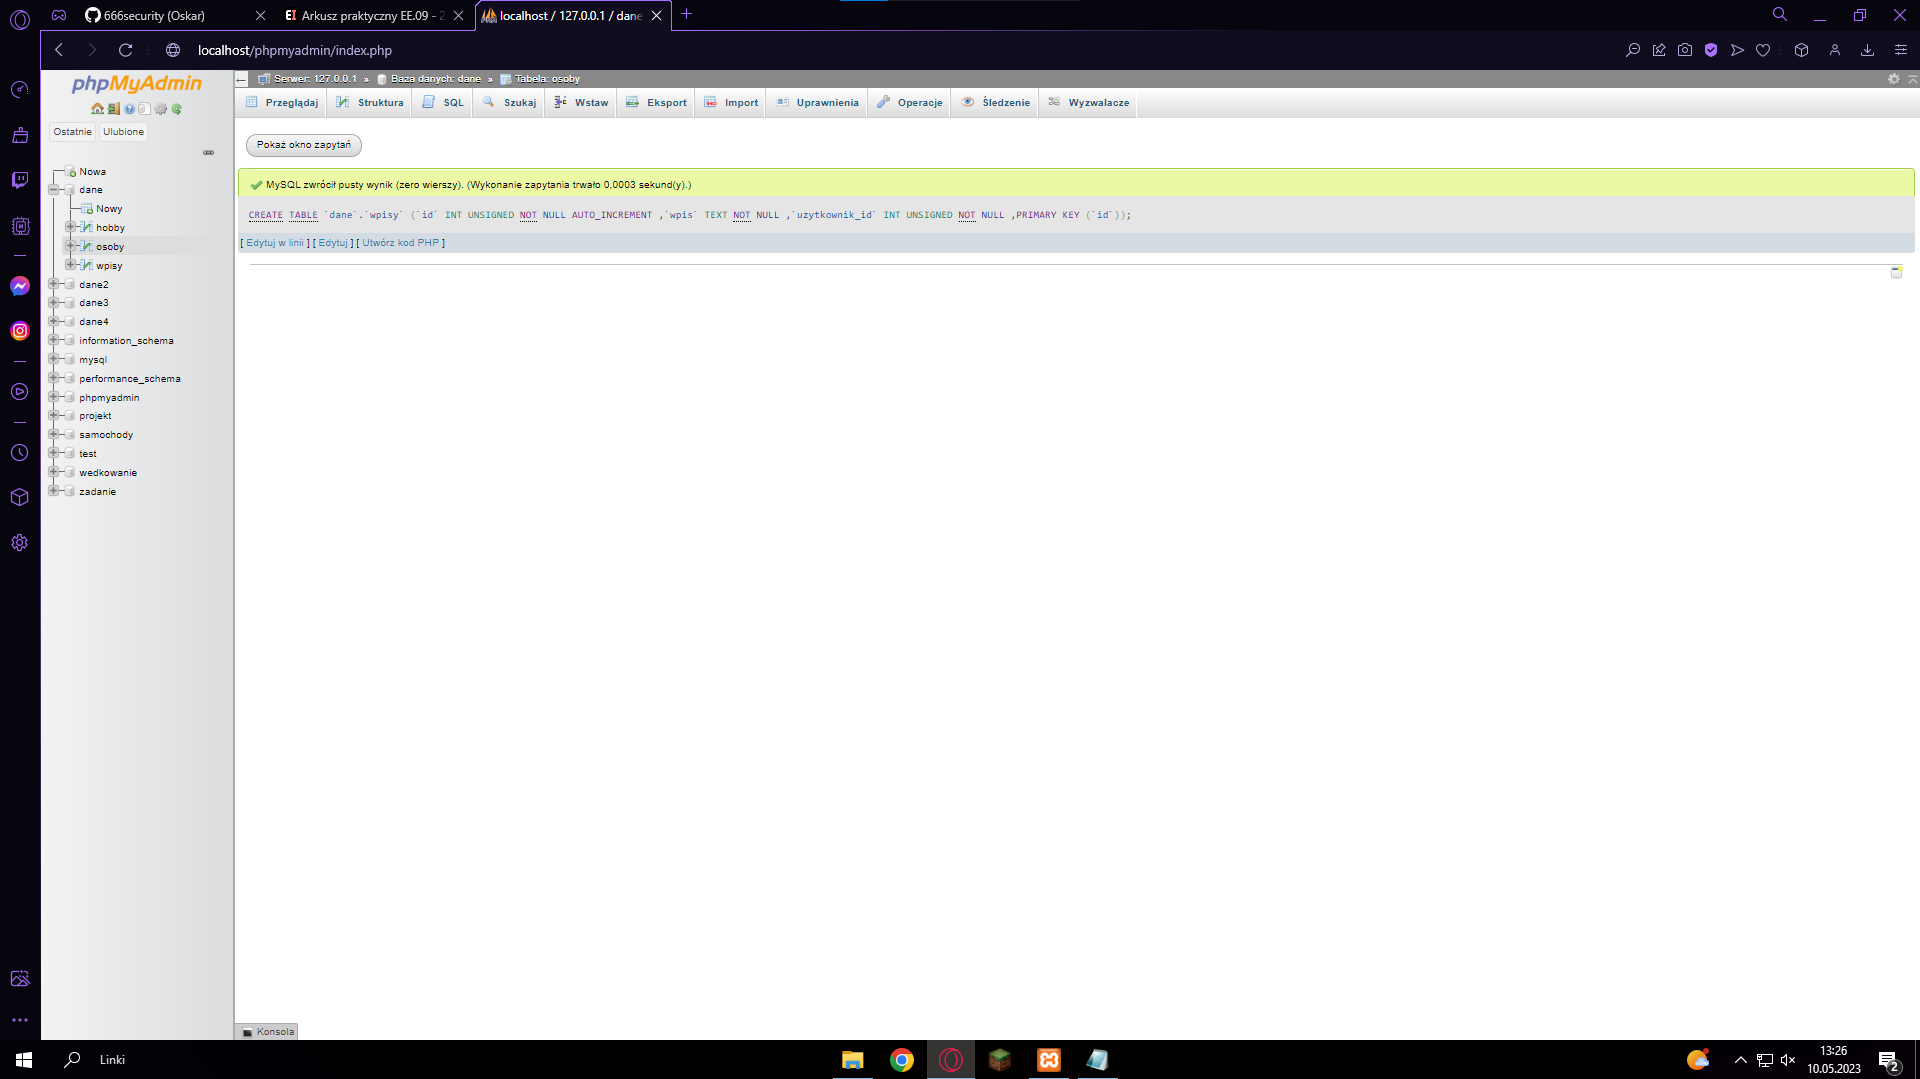 666security (Oskar)
EI Arkusz praktyczny EE.09 - 2
localhost / 127.0.0.1 / dane
localhost/phpmyadmin/index.php
phpMyAdmin
Ostatnie
Ulubione
Nowa
dane
Nowy
hobby
osoby
wpisy
dane2
dane3
dane4
information_schema
mysql
performance_schema
phpmyadmin
projekt
samochody
test
wedkowanie
zadanie
Serwer: 127.0.0.1 » Baza danych: dane » Tabela: osoby
Przeglądaj
Struktura
SQL
Szukaj
Wstaw
Eksport
Import
Uprawnienia
Operacje
Śledzenie
Wyzwalacze
Pokaż okno zapytań
MySQL zwrócił pusty wynik (zero wierszy). (Wykonanie zapytania trwało 0,0003 sekund(y).)
CREATE TABLE `dane`.`wpisy` (`id` INT UNSIGNED NOT NULL AUTO_INCREMENT ,`wpis` TEXT NOT NULL ,`uzytkownik_id` INT UNSIGNED NOT NULL ,PRIMARY KEY (`id`));
[ Edytuj w linii ] [ Edytuj ] [ Utwórz kod PHP ]
Konsola
Linki
13:26
10.05.2023
2